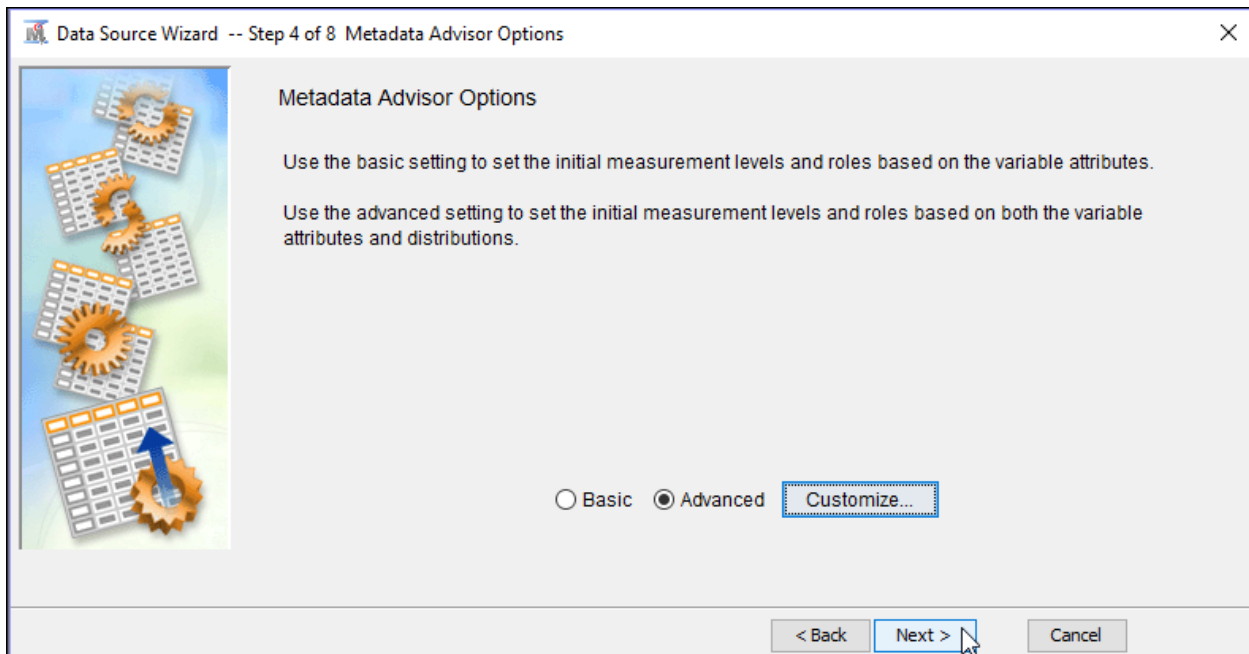 Data Source Wizard -- Step 4 of 8 Metadata Advisor Options
Metadata Advisor Options
Use the basic setting to set the initial measurement levels and roles based on the variable attributes.
Use the advanced setting to set the initial measurement levels and roles based on both the variable
attributes and distributions.
Basic Advanced Customize...
< Back Next > Cancel